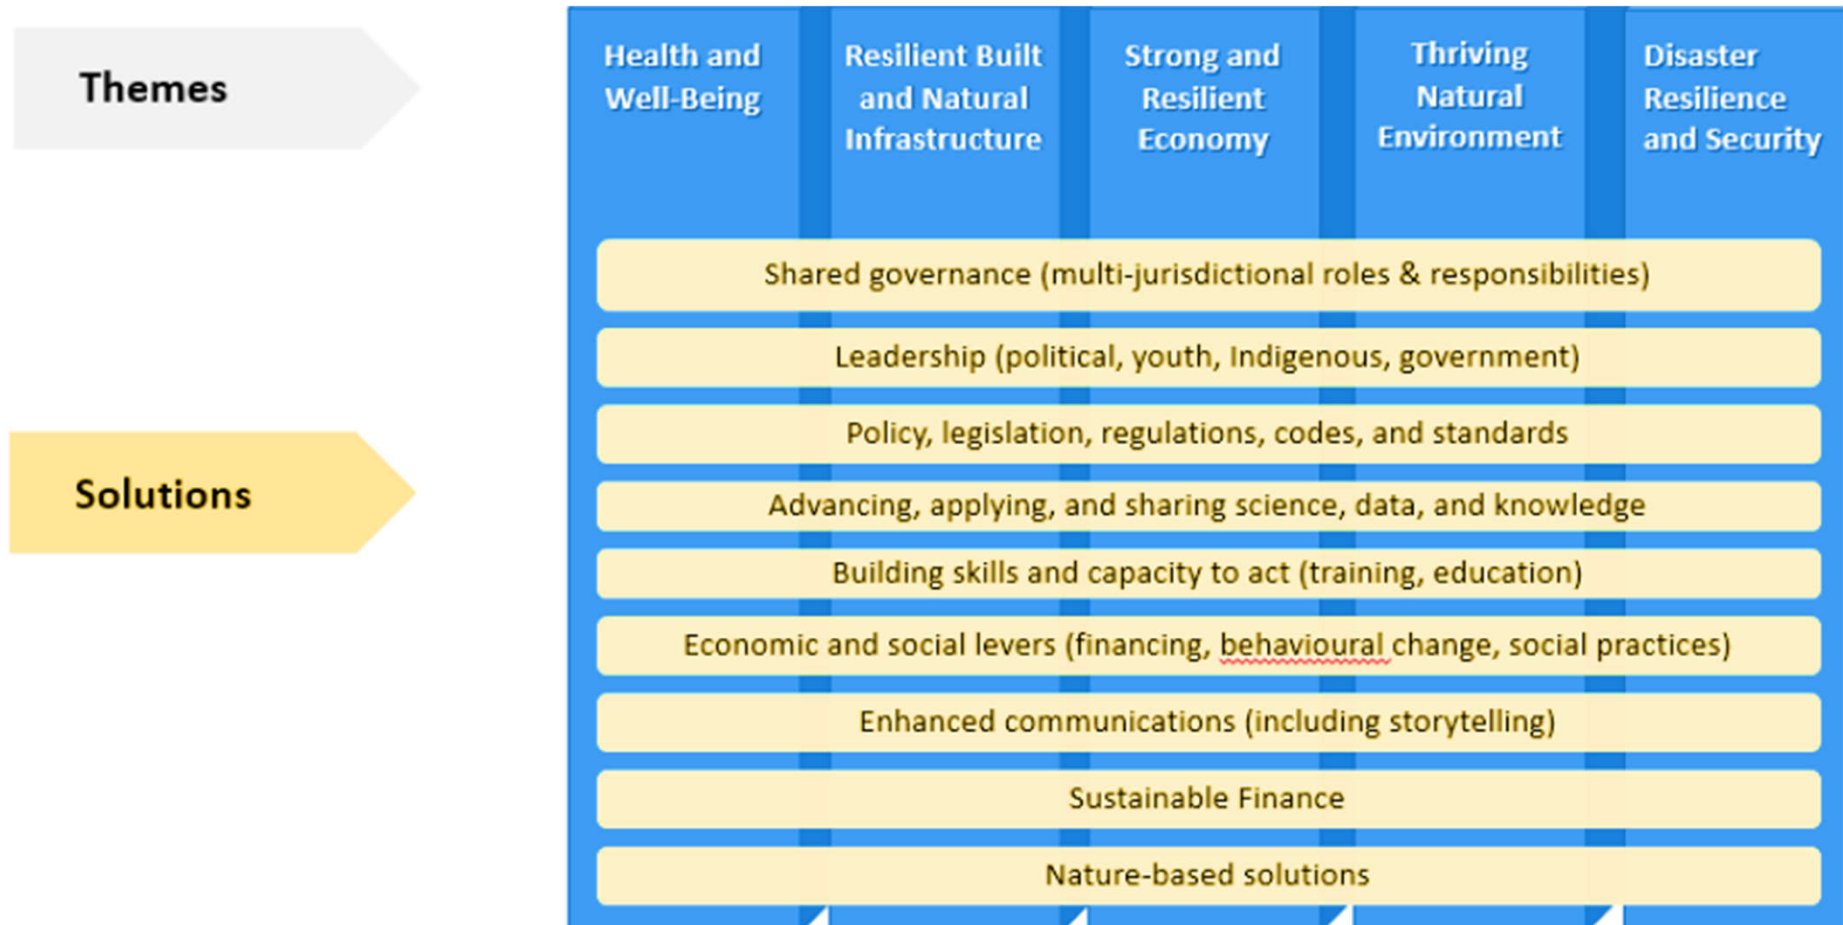 Themes
Health and
Well-Being
Resilient Built
and Natural
Infrastructure
Strong and
Resilient
Economy
Thriving
Natural
Environment
Disaster
Resilience
and Security
Solutions
Shared governance (multi-jurisdictional roles & responsibilities)
Leadership (political, youth, Indigenous, government)
Policy, legislation, regulations, codes, and standards
Advancing, applying, and sharing science, data, and knowledge
Building skills and capacity to act (training, education)
Economic and social levers (financing, behavioural change, social practices)
Enhanced communications (including storytelling)
Sustainable Finance
Nature-based solutions